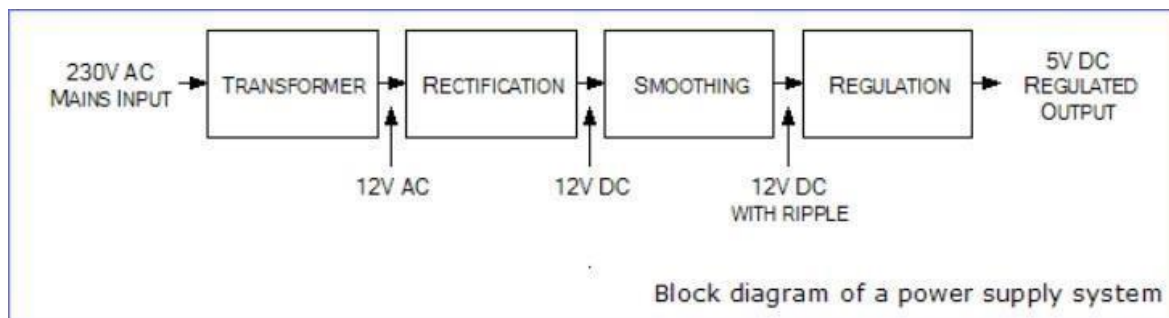 230V AC
MAINS INPUT
TRANSFORMER
RECTIFICATION
SMOOTHING
REGULATION
5V DC
REGULATED
OUTPUT
12V AC
12V DC
12V DC
WITH RIPPLE
Block diagram of a power supply system